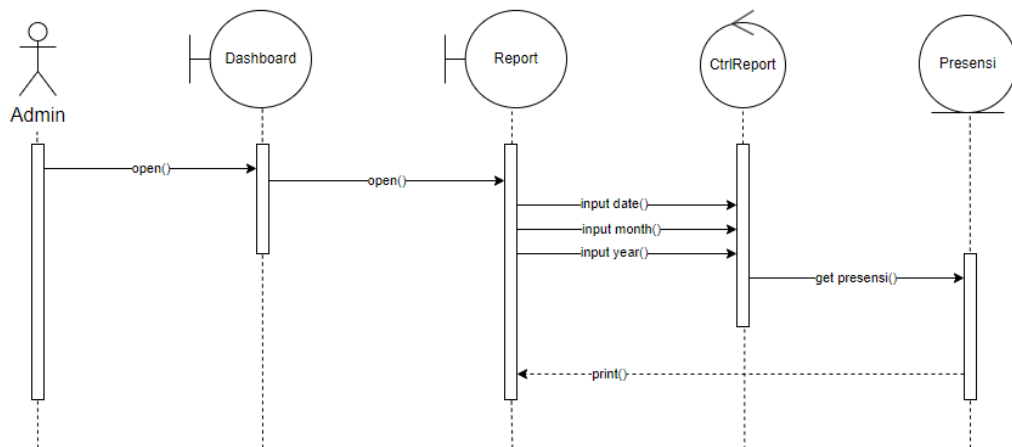 Dashboard
Report
CtrlReport
Presensi
Admin
open()
open()
input date()
input month()
input year()
get presensi()
print()